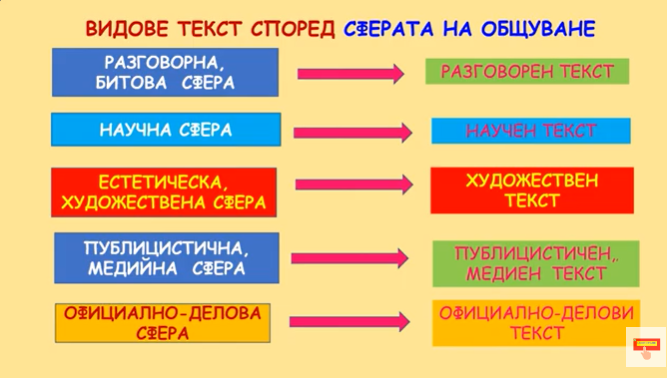 ВИДОВЕ ТЕКСТ СПОРЕД СФЕРАТА НА ОБЩУВАНЕ
РАЗГОВОРНА,
БИТОВА СФЕРА
РАЗГОВОРЕН ТЕКСТ
НАУЧНА СФЕРА
НАУЧЕН ТЕКСТ
ЕСТЕТИЧЕСКА,
ХУДОЖЕСТВЕНА СФЕРА
ХУДОЖЕСТВЕН
ТЕКСТ
ПУБЛИЦИСТИЧНА,
МЕДИЙНА СФЕРА
ПУБЛИЦИСТИЧЕН,
МЕДИЕН ТЕКСТ
ОФИЦИАЛНО-ДЕЛОВА
СФЕРА
ОФИЦИАЛНО-ДЕЛОВИ
ТЕКСТ